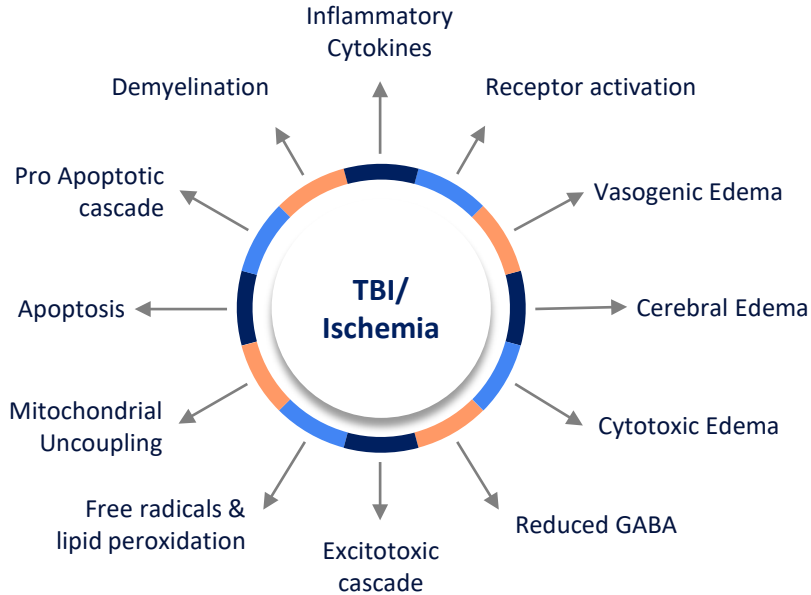 Inflammatory
Cytokines
Demyelination
Receptor activation
Pro Apoptotic
cascade
Vasogenic Edema
TBI/
Ischemia
Apoptosis
Cerebral Edema
Mitochondrial
Uncoupling
Cytotoxic Edema
Free radicals &
lipid peroxidation
Reduced GABA
Excitotoxic
cascade